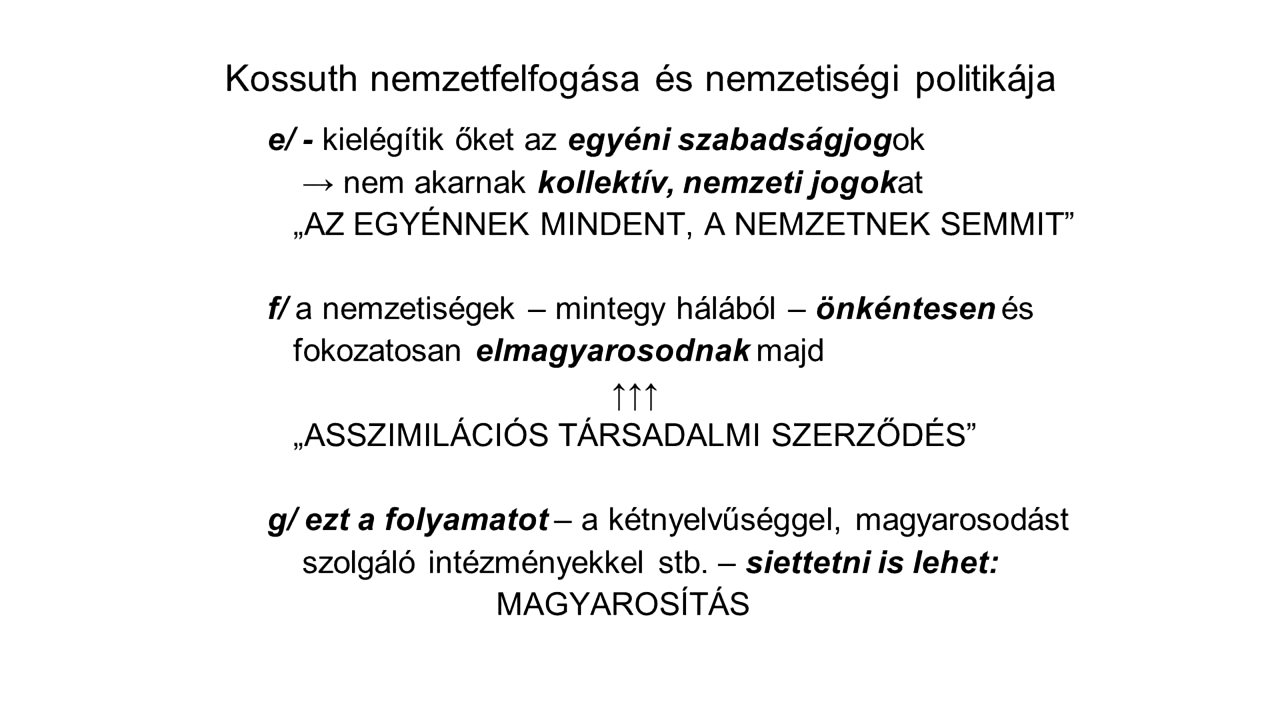 Kossuth nemzetfelfogása és nemzetiségi politikája
e/ - kielégítik őket az egyéni szabadságjogok
→ nem akarnak kollektív, nemzeti jogokat
„AZ EGYÉNNEK MINDENT, A NEMZETNEK SEMMIT”
f/ a nemzetiségek – mintegy hálából – önkéntesen és
fokozatosan elmagyarosodnak majd
↑↑↑
„ASSZIMILÁCIÓS TÁRSADALMI SZERZŐDÉS”
g/ ezt a folyamatot – a kétnyelvűséggel, magyarosodást
szolgáló intézményekkel stb. – siettetni is lehet:
MAGYAROSÍTÁS